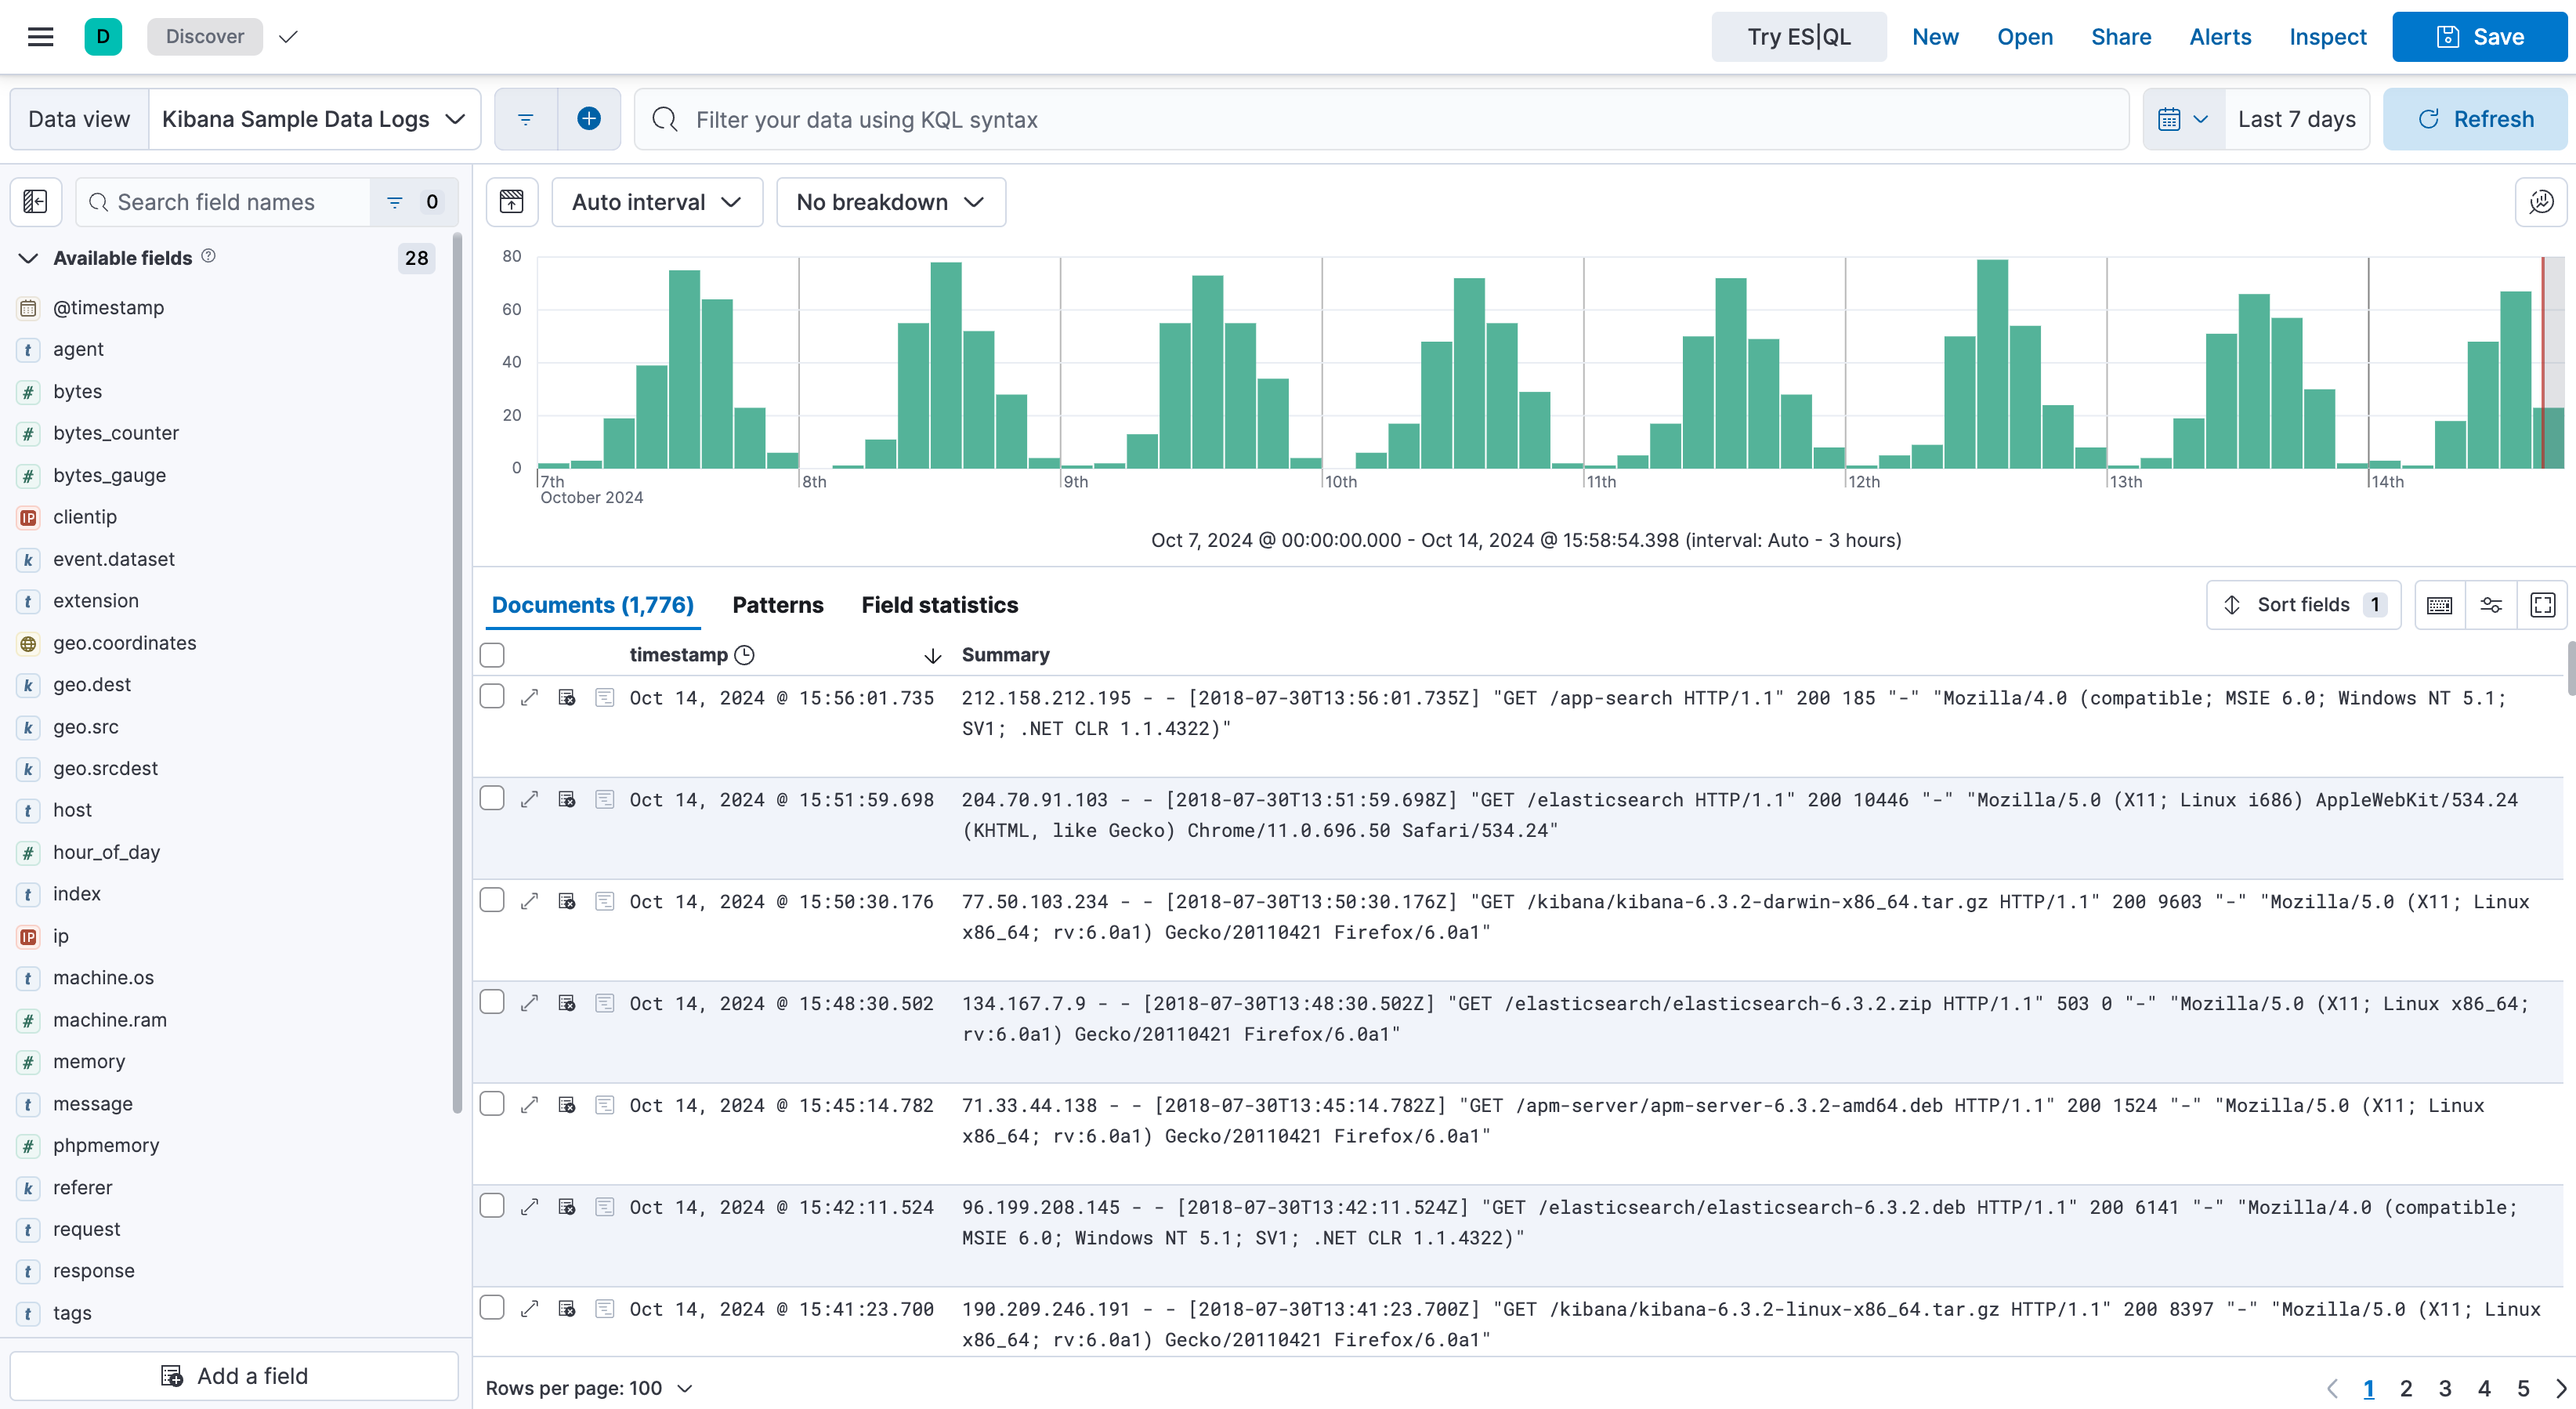 D Discover Try ES|QL New Open Share Alerts Inspect Save
Data view Kibana Sample Data Logs Filter your data using KQL syntax Last 7 days Refresh
Search field names 0
Available fields 28
@timestamp
t agent
# bytes
# bytes_counter
# bytes_gauge
IP clientip
k event.dataset
t extension
geo.coordinates
k geo.dest
k geo.src
k geo.srcdest
t host
# hour_of_day
t index
IP ip
t machine.os
# machine.ram
# memory
t message
# phpmemory
k referer
t request
t response
t tags
Add a field
Auto interval No breakdown
80
60
40
20
0
7th 8th 9th 10th 11th 12th 13th 14th
October 2024
Oct 7, 2024 @ 00:00:00.000 - Oct 14, 2024 @ 15:58:54.398 (interval: Auto - 3 hours)
Documents (1,776) Patterns Field statistics Sort fields 1
timestamp Summary
Oct 14, 2024 @ 15:56:01.735 212.158.212.195 - - [2018-07-30T13:56:01.735Z] "GET /app-search HTTP/1.1" 200 185 "-" "Mozilla/4.0 (compatible; MSIE 6.0; Windows NT 5.1;
SV1; .NET CLR 1.1.4322)"
Oct 14, 2024 @ 15:51:59.698 204.70.91.103 - - [2018-07-30T13:51:59.698Z] "GET /elasticsearch HTTP/1.1" 200 10446 "-" "Mozilla/5.0 (X11; Linux i686) AppleWebKit/534.24
(KHTML, like Gecko) Chrome/11.0.696.50 Safari/534.24"
Oct 14, 2024 @ 15:50:30.176 77.50.103.234 - - [2018-07-30T13:50:30.176Z] "GET /kibana/kibana-6.3.2-darwin-x86_64.tar.gz HTTP/1.1" 200 9603 "-" "Mozilla/5.0 (X11; Linux
x86_64; rv:6.0a1) Gecko/20110421 Firefox/6.0a1"
Oct 14, 2024 @ 15:48:30.502 134.167.7.9 - - [2018-07-30T13:48:30.502Z] "GET /elasticsearch/elasticsearch-6.3.2.zip HTTP/1.1" 503 0 "-" "Mozilla/5.0 (X11; Linux x86_64;
rv:6.0a1) Gecko/20110421 Firefox/6.0a1"
Oct 14, 2024 @ 15:45:14.782 71.33.44.138 - - [2018-07-30T13:45:14.782Z] "GET /apm-server/apm-server-6.3.2-amd64.deb HTTP/1.1" 200 1524 "-" "Mozilla/5.0 (X11; Linux
x86_64; rv:6.0a1) Gecko/20110421 Firefox/6.0a1"
Oct 14, 2024 @ 15:42:11.524 96.199.208.145 - - [2018-07-30T13:42:11.524Z] "GET /elasticsearch/elasticsearch-6.3.2.deb HTTP/1.1" 200 6141 "-" "Mozilla/4.0 (compatible;
MSIE 6.0; Windows NT 5.1; SV1; .NET CLR 1.1.4322)"
Oct 14, 2024 @ 15:41:23.700 190.209.246.191 - - [2018-07-30T13:41:23.700Z] "GET /kibana/kibana-6.3.2-linux-x86_64.tar.gz HTTP/1.1" 200 8397 "-" "Mozilla/5.0 (X11; Linux
x86_64; rv:6.0a1) Gecko/20110421 Firefox/6.0a1"
Rows per page: 100 1 2 3 4 5